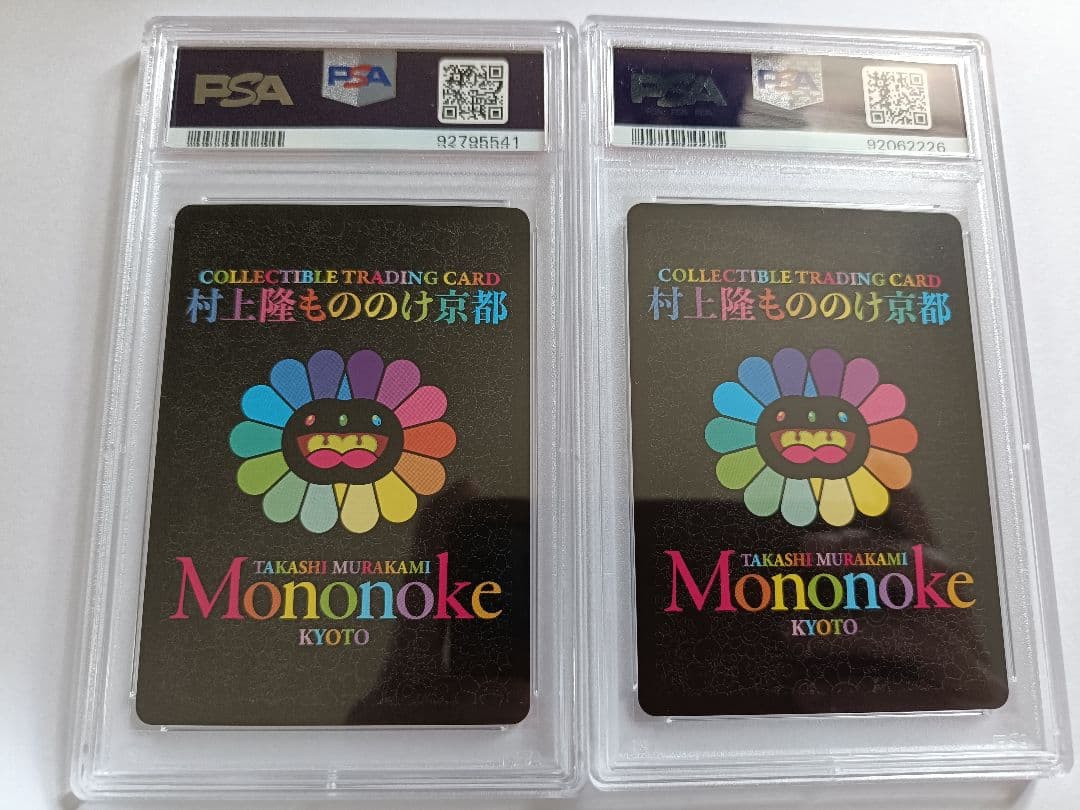 PSA
PSA
92795541
COLLECTIBLE TRADING CARD
村上隆もののけ京都
TAKASHI MURAKAMI
Mononoke
KYOTO
PSA
PSA
92062226
COLLECTIBLE TRADING CARD
村上隆もののけ京都
TAKASHI MURAKAMI
Mononoke
KYOTO